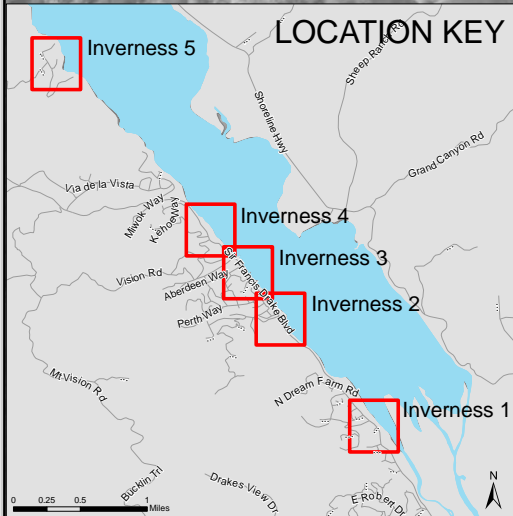 LOCATION KEY
Inverness 5
Sheep Ranch Rd
Shoreline Hwy
Grand Canyon Rd
Via de la Vista
Miwok Way
Kehoe Way
Inverness 4
Sir Francis Drake Blvd
Inverness 3
Vision Rd
Aberdeen Way
Inverness 2
Perth Way
Mt Vision Rd
N Dream Farm Rd
Inverness 1
Bucklin Trl
Drakes View Dr
E Robert Dr
N
0 0.25 0.5 1
Miles